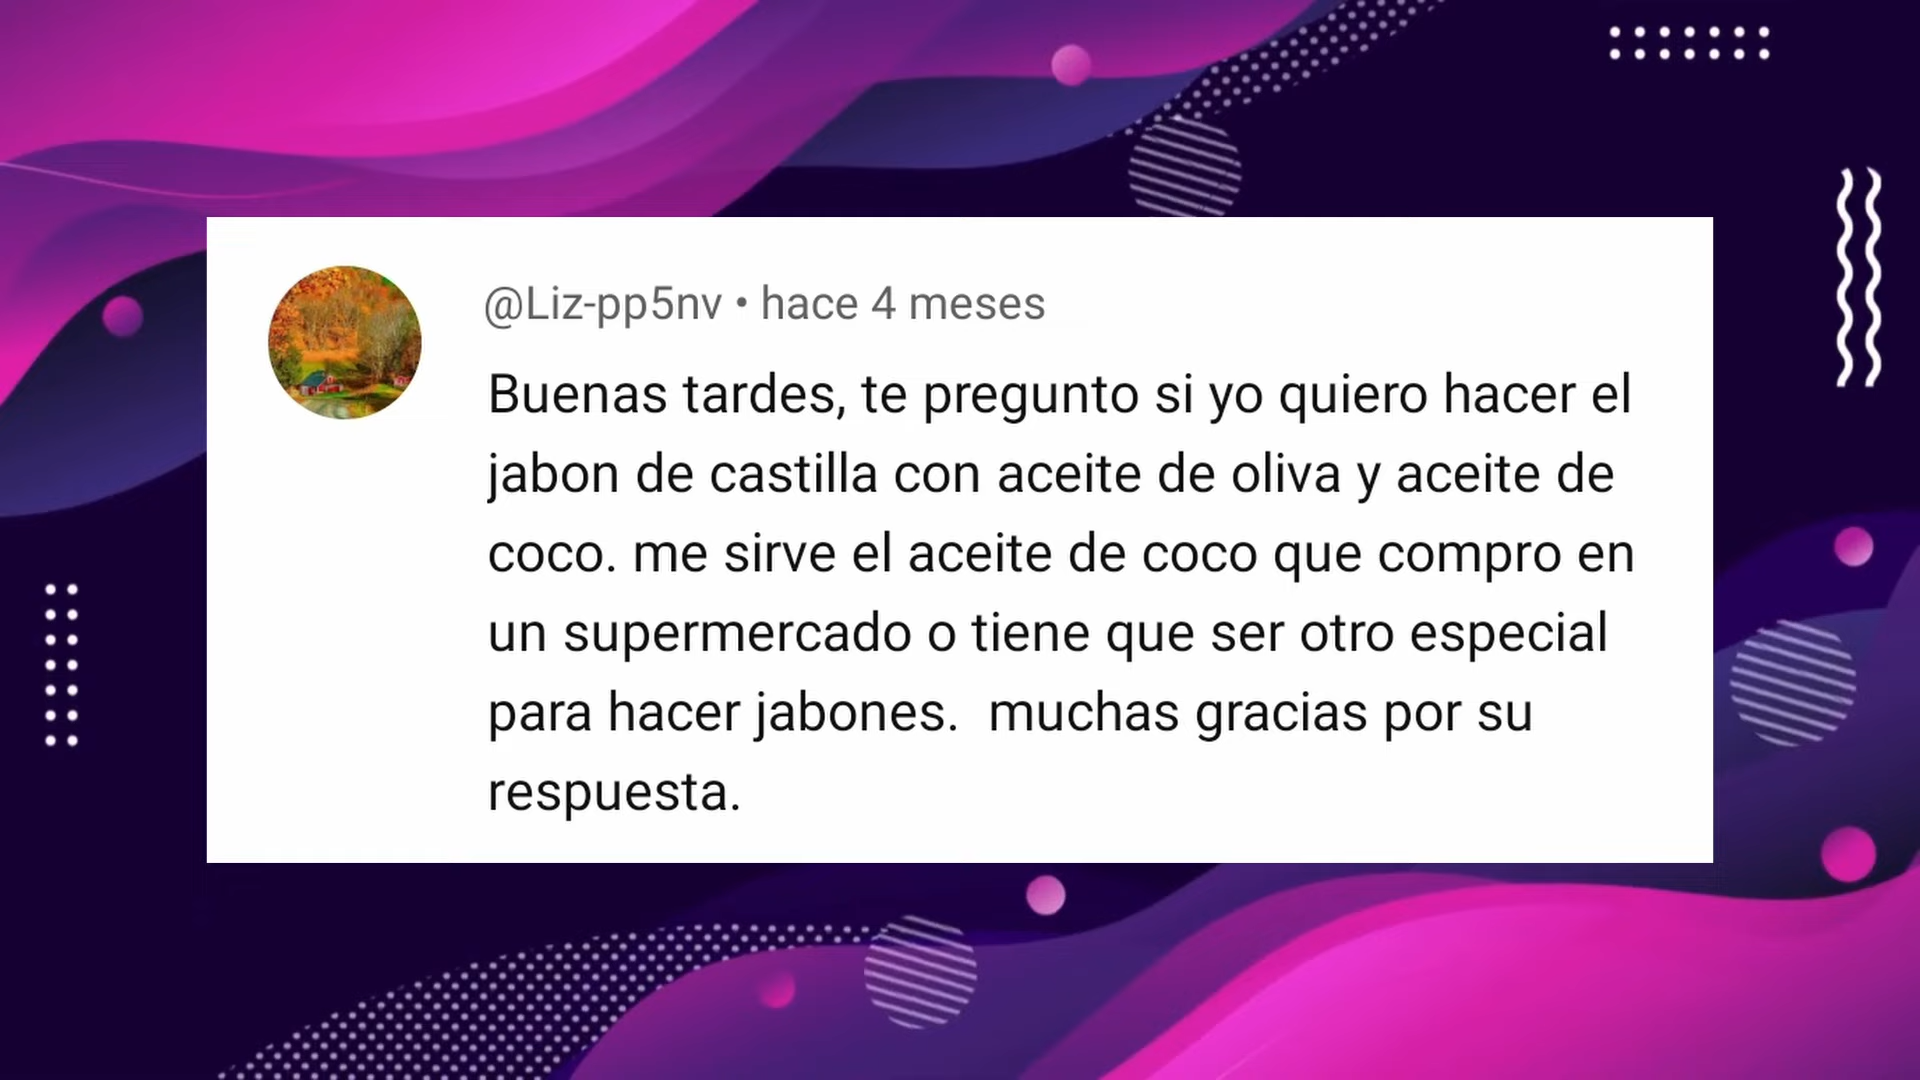 @Liz-pp5nv • hace 4 meses
Buenas tardes, te pregunto si yo quiero hacer el
jabon de castilla con aceite de oliva y aceite de
coco. me sirve el aceite de coco que compro en
un supermercado o tiene que ser otro especial
para hacer jabones.  muchas gracias por su
respuesta.